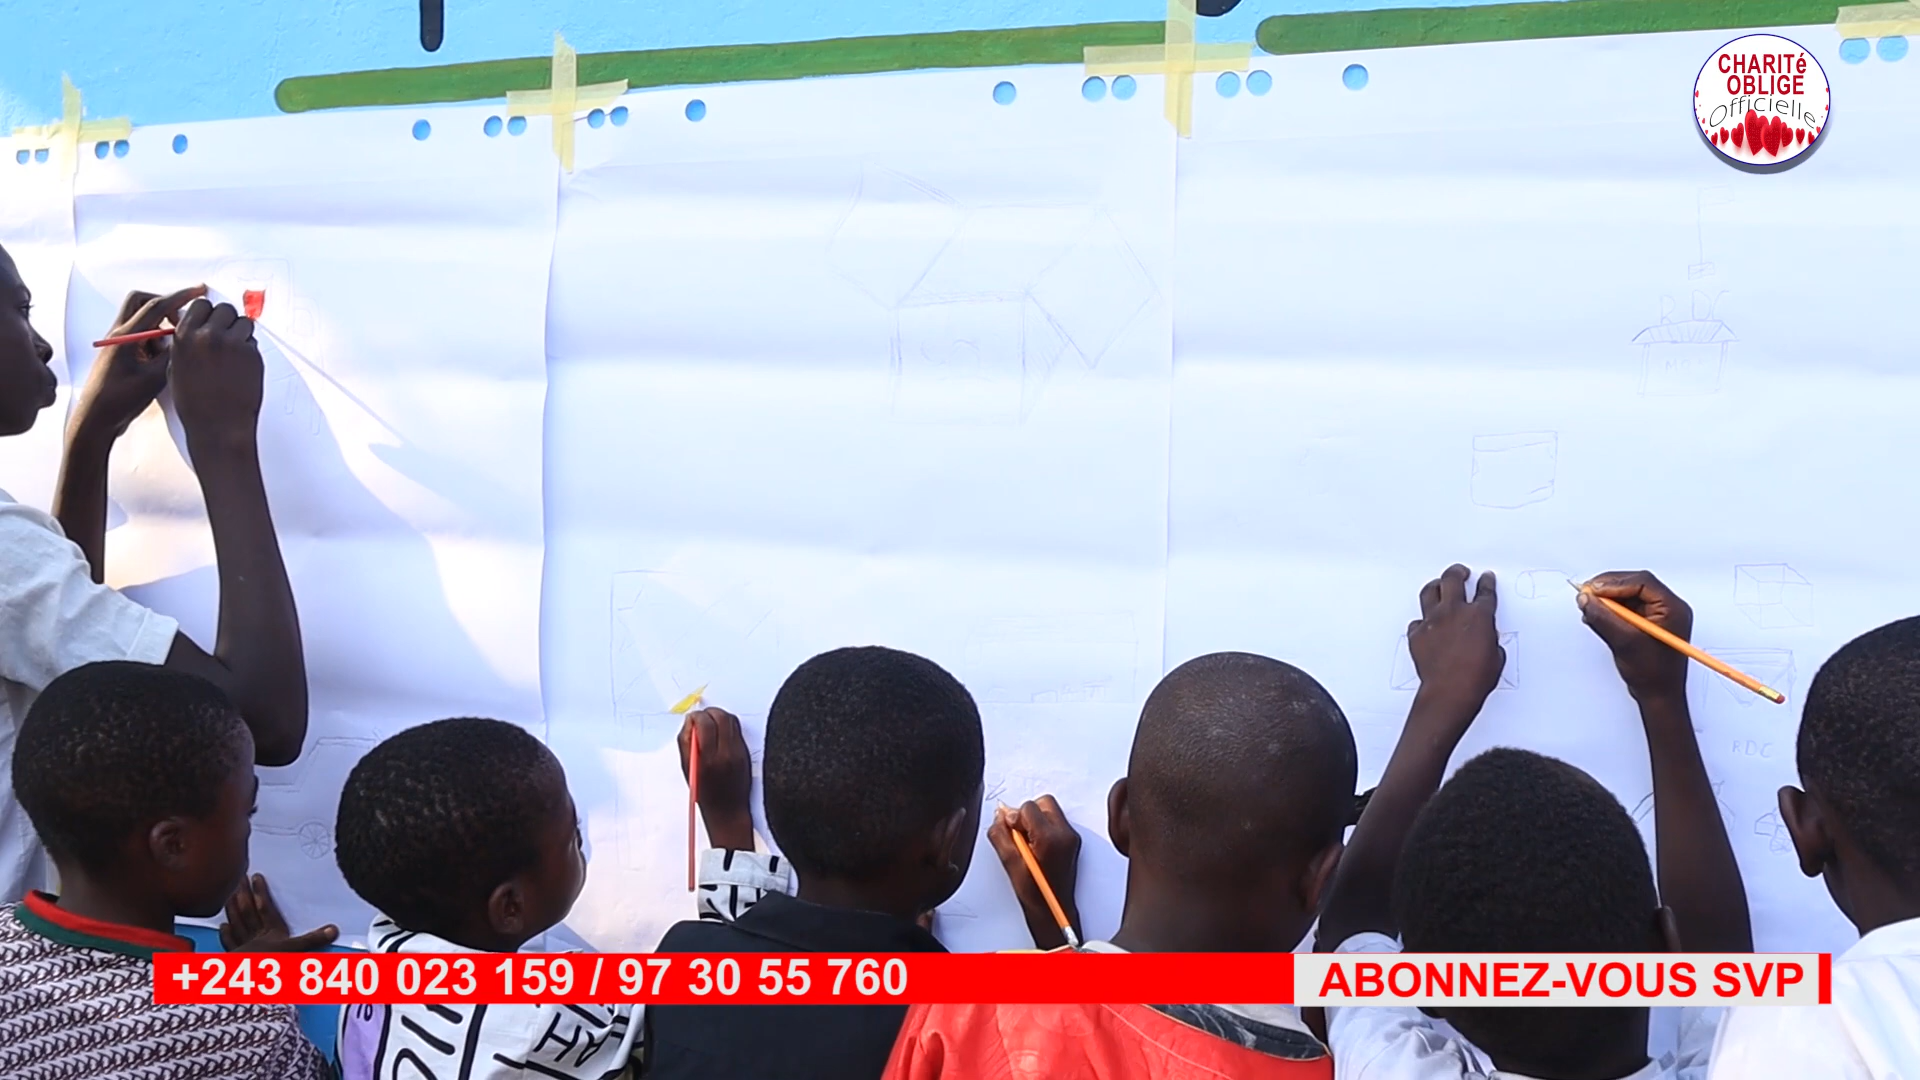 CHARITé
OBLIGE
Officielle
RDC
RDC
+243 840 023 159 / 97 30 55 760
ABONNEZ-VOUS SVP